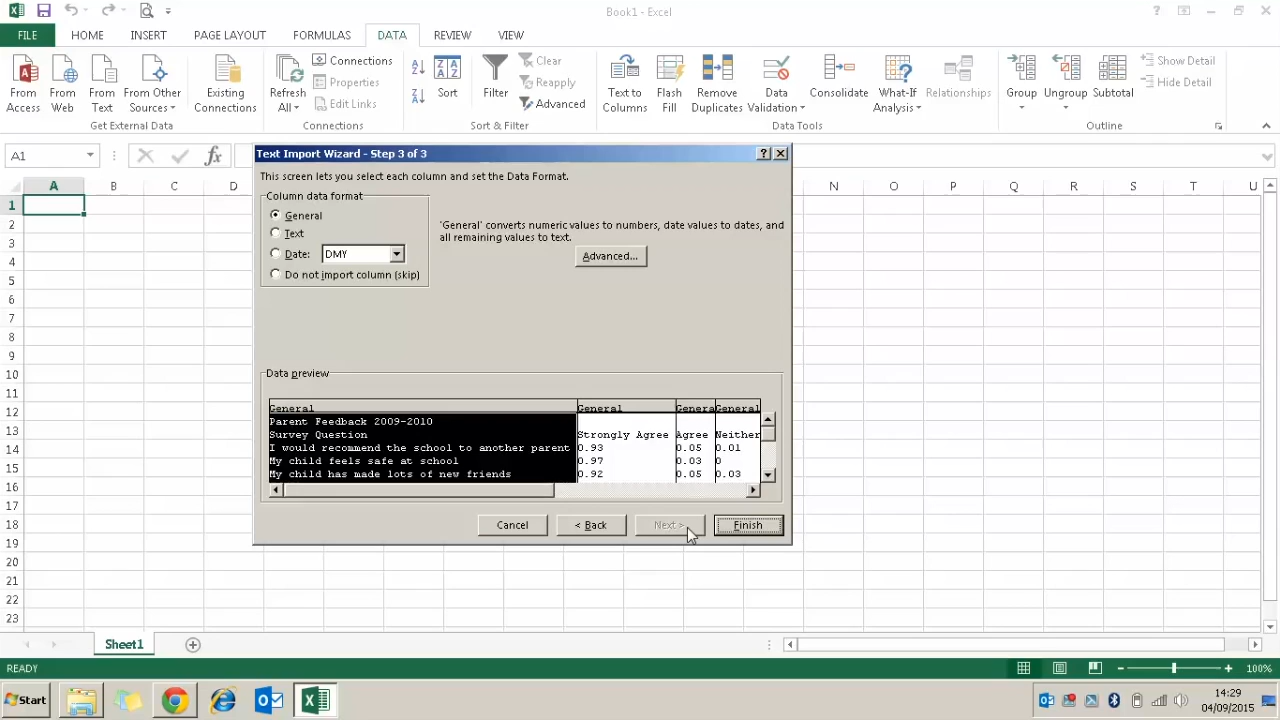 Book1 - Excel
FILE HOME INSERT PAGE LAYOUT FORMULAS DATA REVIEW VIEW
From Access
From Web
From Text
From Other Sources
Existing Connections
Refresh All
Connections
Properties
Edit Links
Sort
Filter
Clear
Reapply
Advanced
Text to Columns
Flash Fill
Remove Duplicates
Data Validation
Consolidate
What-If Analysis
Relationships
Group
Ungroup
Subtotal
Show Detail
Hide Detail
Get External Data
Connections
Sort & Filter
Data Tools
Outline
A1
fx
A B C D N O P Q R S T U
1
2
3
4
5
6
7
8
9
10
11
12
13
14
15
16
17
18
19
20
21
22
23
Text Import Wizard - Step 3 of 3
This screen lets you select each column and set the Data Format.
Column data format
General
Text
Date: DMY
Do not import column (skip)
'General' converts numeric values to numbers, date values to dates, and
all remaining values to text.
Advanced...
Data preview
General General General General
Parent Feedback 2009-2010
Survey Question Strongly Agree Agree Neither
I would recommend the school to another parent 0.93 0.05 0.01
My child feels safe at school 0.97 0.03 0
My child has made lots of new friends 0.92 0.05 0.03
Cancel < Back Next > Finish
Sheet1
READY
100%
Start
14:29
04/09/2015